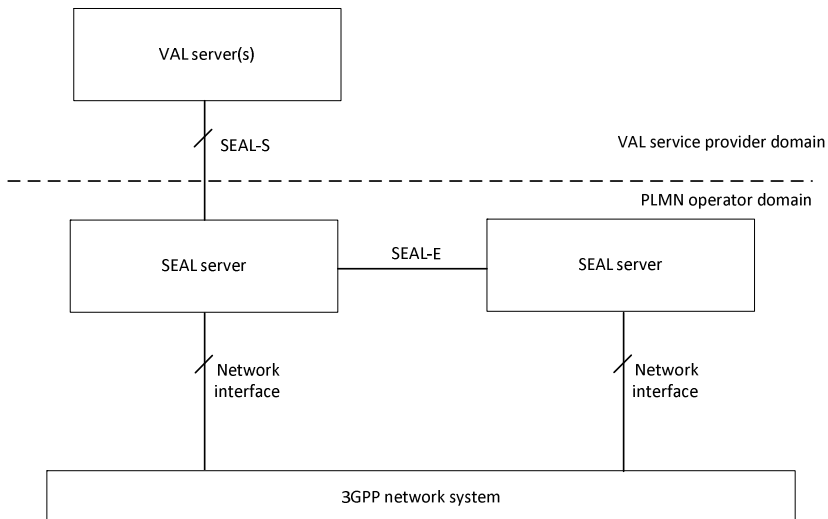 VAL server(s)
SEAL-S
VAL service provider domain
PLMN operator domain
SEAL server
SEAL-E
SEAL server
Network
interface
Network
interface
3GPP network system